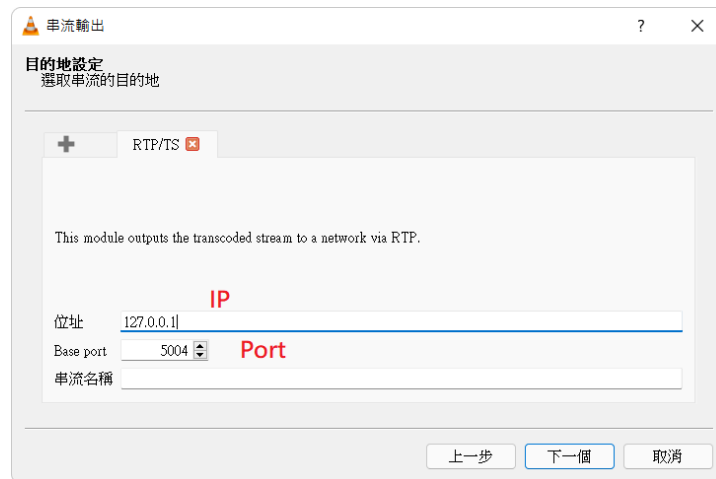 串流輸出
目的地設定
選取串流的目的地
RTP/TS
This module outputs the transcoded stream to a network via RTP.
IP
位址 127.0.0.1
Base port 5004 Port
串流名稱
上一步 下一個 取消